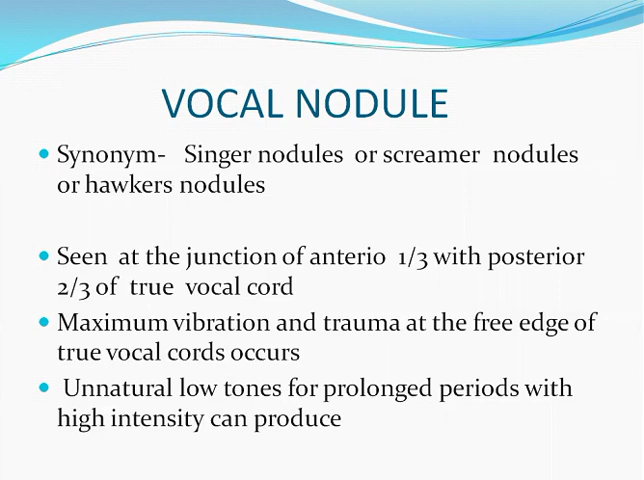 VOCAL NODULE
Synonym- Singer nodules or screamer nodules
or hawkers nodules
Seen at the junction of anterio 1/3 with posterior
2/3 of true vocal cord
Maximum vibration and trauma at the free edge of
true vocal cords occurs
Unnatural low tones for prolonged periods with
high intensity can produce